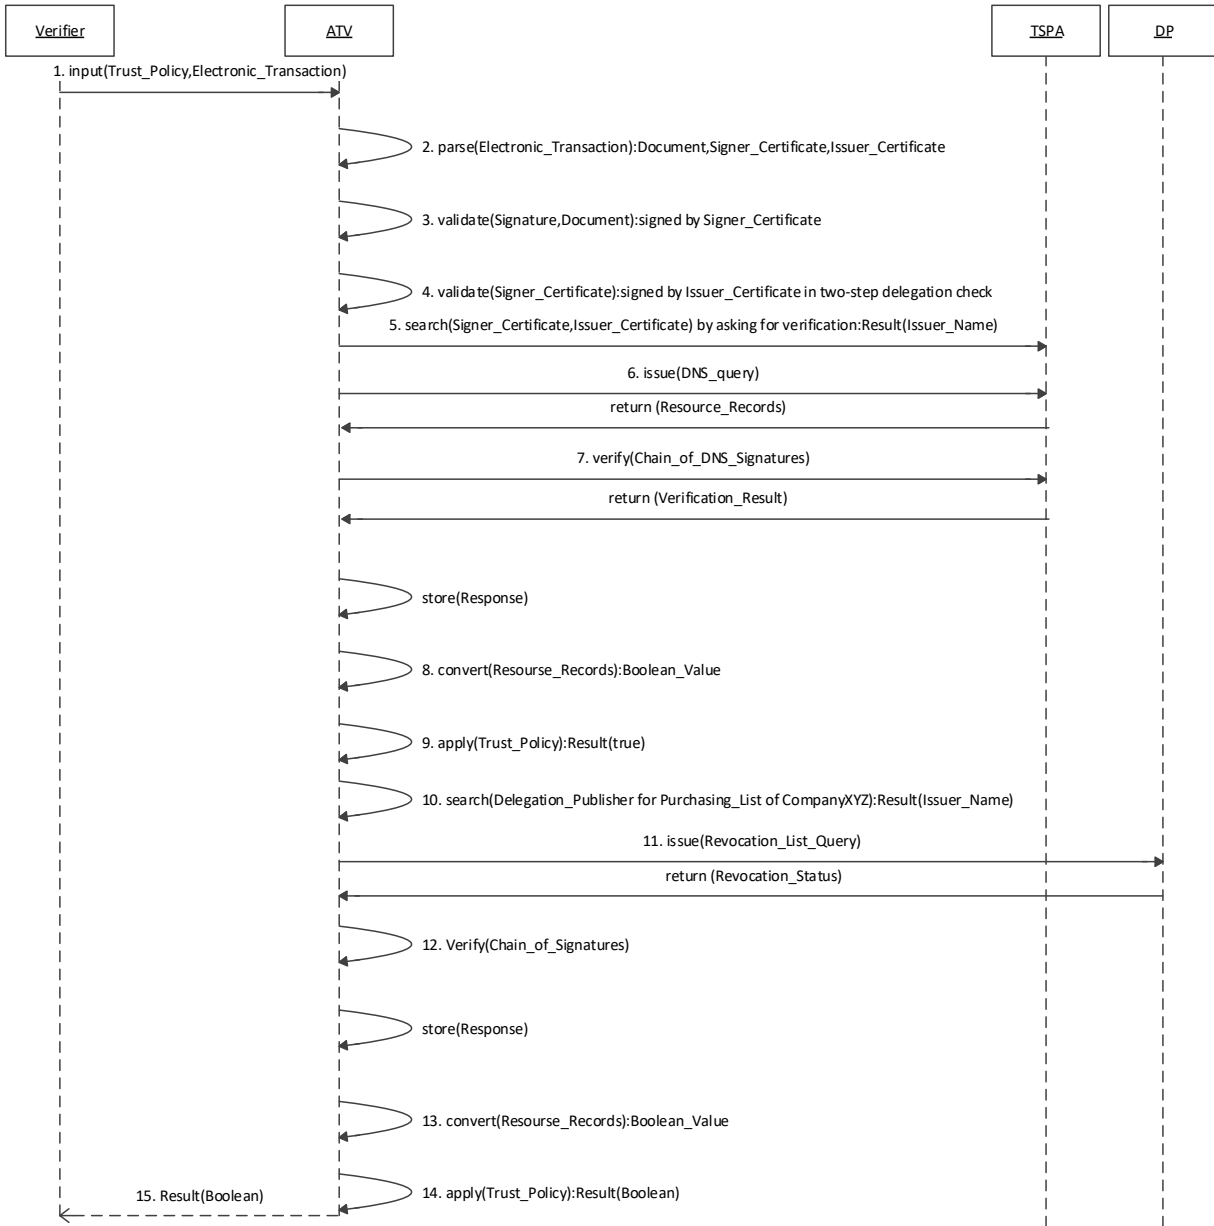 Verifier
ATV
TSPA
DP
1. input(Trust_Policy,Electronic_Transaction)
2. parse(Electronic_Transaction):Document,Signer_Certificate,Issuer_Certificate
3. validate(Signature,Document):signed by Signer_Certificate
4. validate(Signer_Certificate):signed by Issuer_Certificate in two-step delegation check
5. search(Signer_Certificate,Issuer_Certificate) by asking for verification:Result(Issuer_Name)
6. issue(DNS_query)
return (Resource_Records)
7. verify(Chain_of_DNS_Signatures)
return (Verification_Result)
store(Response)
8. convert(Resourse_Records):Boolean_Value
9. apply(Trust_Policy):Result(true)
10. search(Delegation_Publisher for Purchasing_List of CompanyXYZ):Result(Issuer_Name)
11. issue(Revocation_List_Query)
return (Revocation_Status)
12. Verify(Chain_of_Signatures)
store(Response)
13. convert(Resourse_Records):Boolean_Value
14. apply(Trust_Policy):Result(Boolean)
15. Result(Boolean)